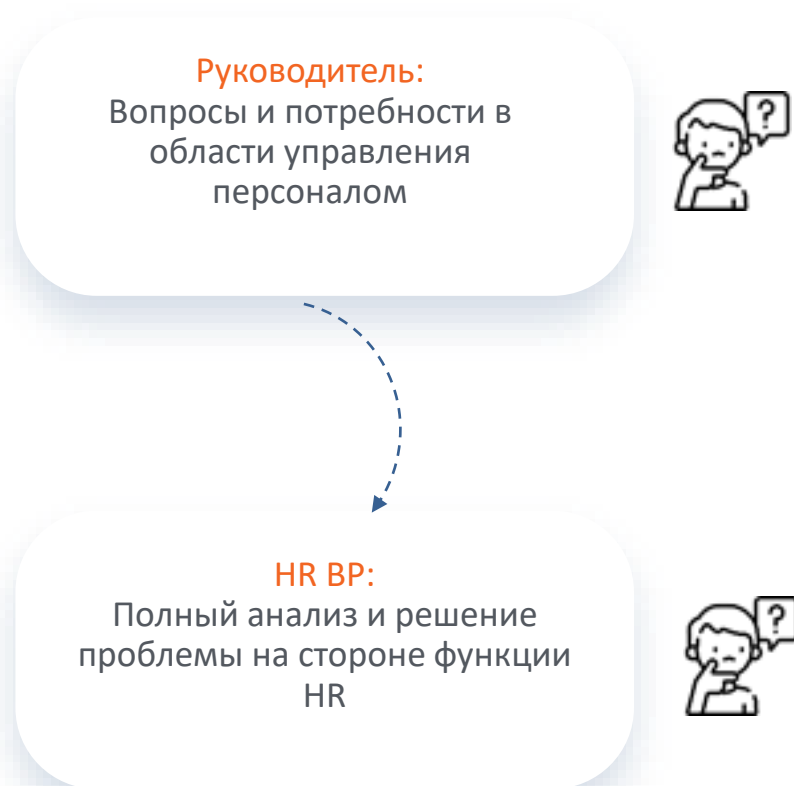 Руководитель:
Вопросы и потребности в
области управления
персоналом
?
HR BP:
Полный анализ и решение
проблемы на стороне функции
HR
?